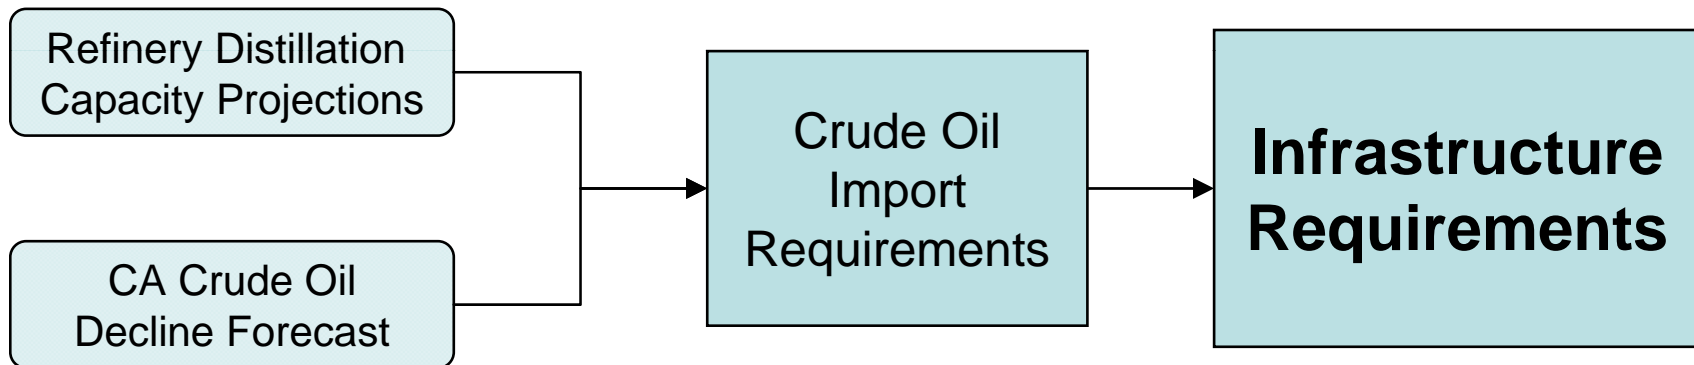 Refinery Distillation
Capacity Projections
CA Crude Oil
Decline Forecast
Crude Oil
Import
Requirements
Infrastructure
Requirements